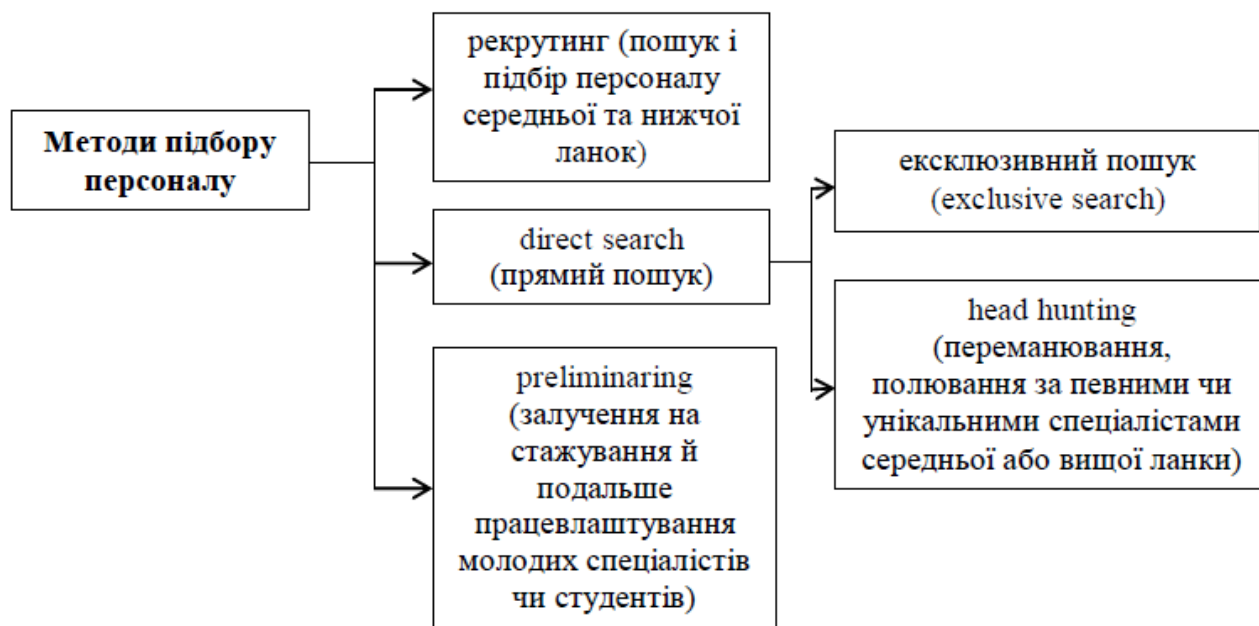 Методи підбору
персоналу
рекрутинг (пошук і
підбір персоналу
середньої та нижчої
ланок)
direct search
(прямий пошук)
preliminaring
(залучення на
стажування й
подальше
працевлаштування
молодих спеціалістів
чи студентів)
ексклюзивний пошук
(exclusive search)
head hunting
(переманювання,
полювання за певними чи
унікальними спеціалістами
середньої або вищої ланки)